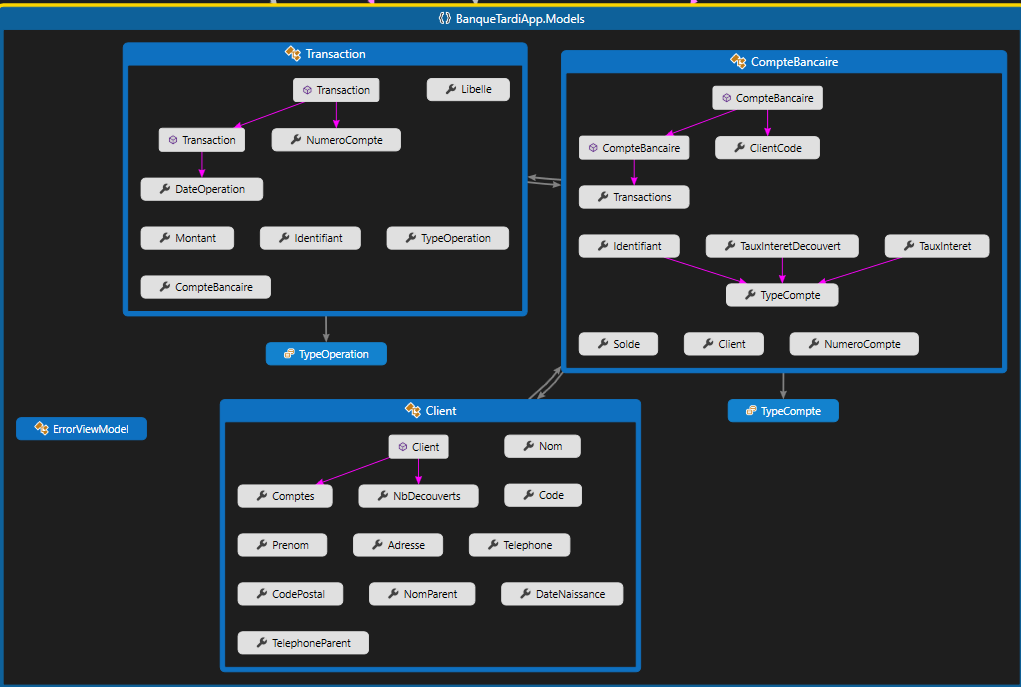 BanqueTardiApp.Models
Transaction
Transaction
Libelle
Transaction
NumeroCompte
DateOperation
Montant
Identifiant
TypeOperation
CompteBancaire
TypeOperation
CompteBancaire
CompteBancaire
CompteBancaire
ClientCode
Transactions
Identifiant
TauxInteretDecouvert
TauxInteret
TypeCompte
Solde
Client
NumeroCompte
TypeCompte
ErrorViewModel
Client
Client
Nom
Comptes
NbDecouverts
Code
Prenom
Adresse
Telephone
CodePostal
NomParent
DateNaissance
TelephoneParent